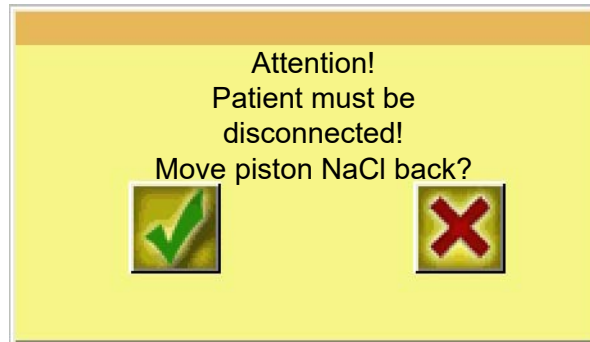 Attention!
Patient must be
disconnected!
Move piston NaCl back?